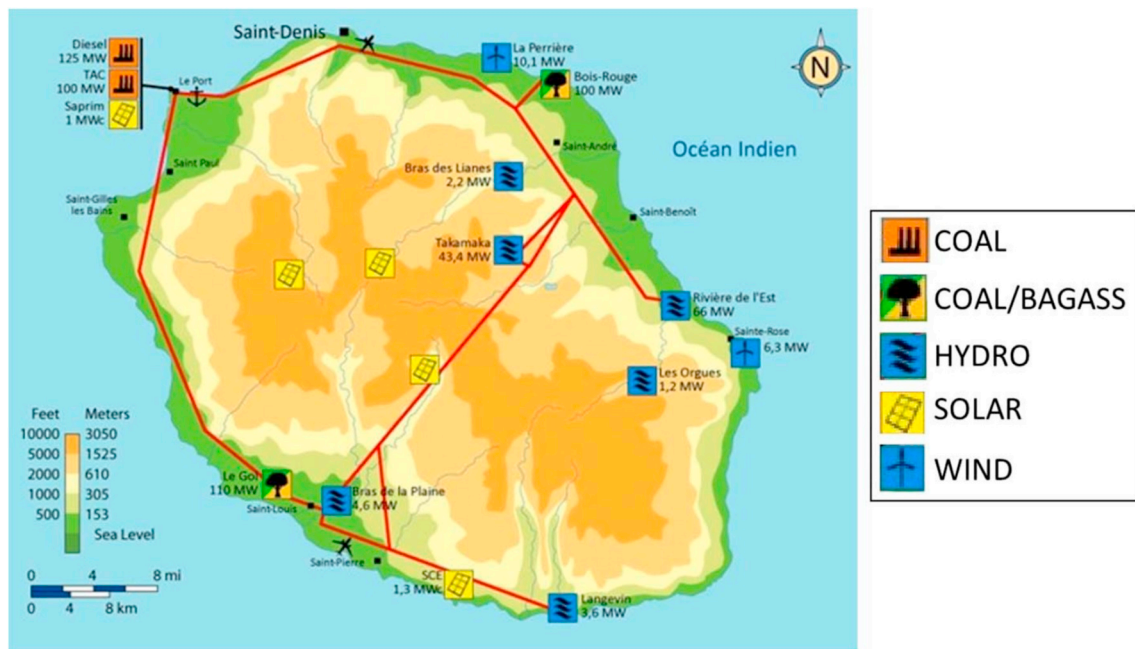 Saint-Denis
Diesel
125 MW
TAC
100 MW
Saprim
1 MWc
Le Port
La Perrière
10,1 MW
Bois-Rouge
100 MW
N
Saint-André
Océan Indien
Saint Paul
Bras des Lianes
2,2 MW
Saint-Gilles
les Bains
Saint-Benoît
Takamaka
43,4 MW
Rivière de l'Est
66 MW
Sainte-Rose
6,3 MW
Les Orgues
1,2 MW
Feet Meters
10000 3050
5000 1525
2000 610
1000 305
500 153
Sea Level
0 4 8 mi
0 4 8 km
Le Gol
110 MW
Saint-Louis
Bras de la Plaine
4,6 MW
Saint-Pierre
SCE
1,3 MWc
Langevin
3,6 MW
COAL
COAL/BAGASS
HYDRO
SOLAR
WIND